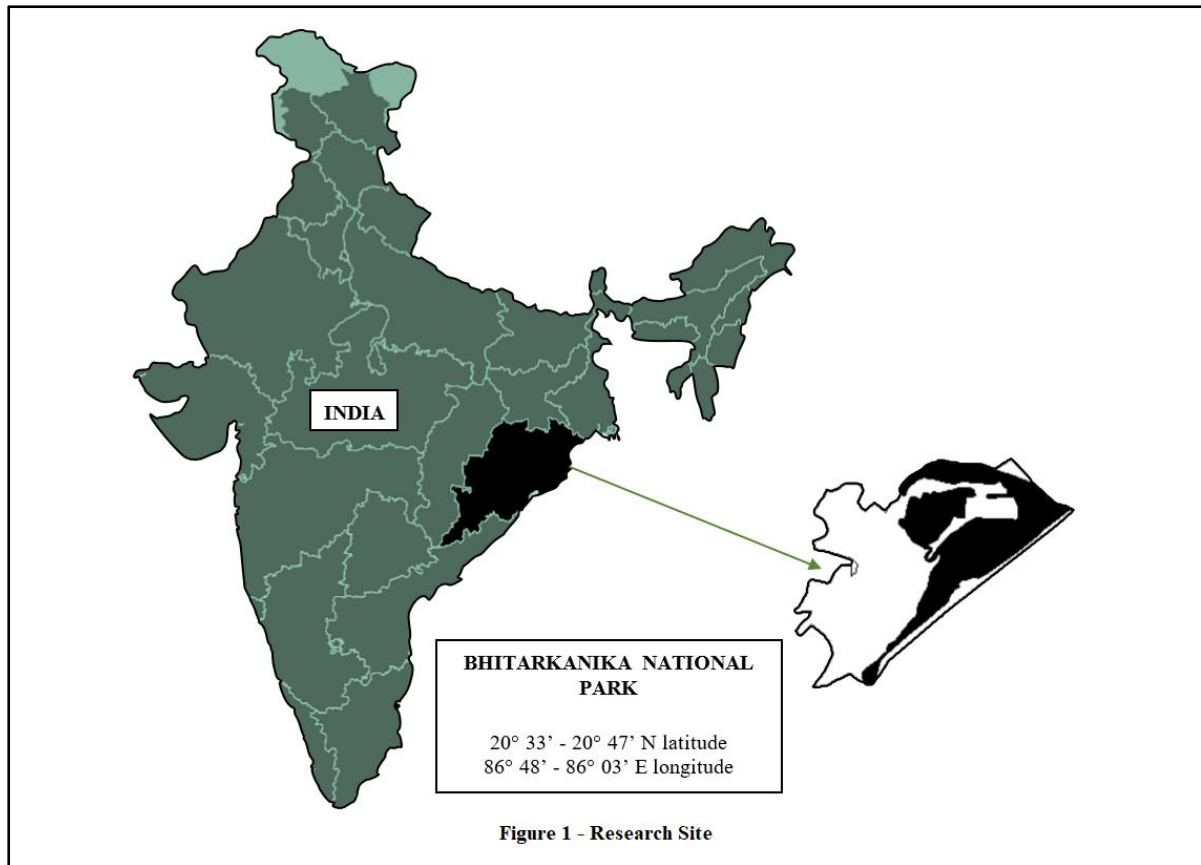 INDIA
BHITARKANIKA NATIONAL
PARK
20° 33’ - 20° 47’ N latitude
86° 48’ - 86° 03’ E longitude
Figure 1 - Research Site